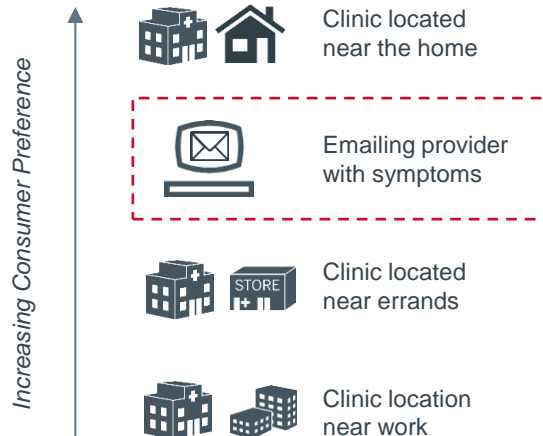 Increasing Consumer Preference
Clinic located
near the home
Emailing provider
with symptoms
STORE
Clinic located
near errands
Clinic location
near work